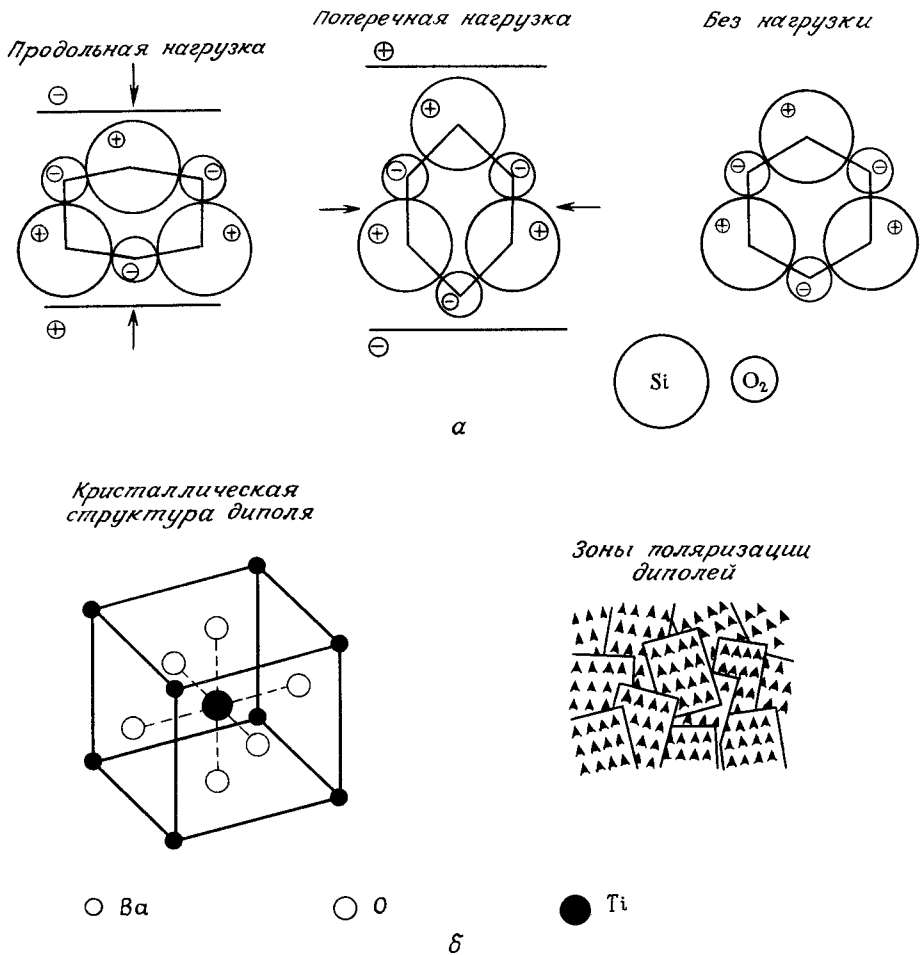 Продольная нагрузка
Поперечная нагрузка
Без нагрузки
⊖
⊕
⊖ ⊖
⊕ ⊕
⊖
⊕
⊕
⊕
⊖ ⊖
⊕ ⊕
⊖
⊖
⊕
⊖ ⊖
⊕ ⊕
⊖
Si O₂
а
Кристаллическая
структура диполя
Зоны поляризации
диполей
Ba O Ti
б